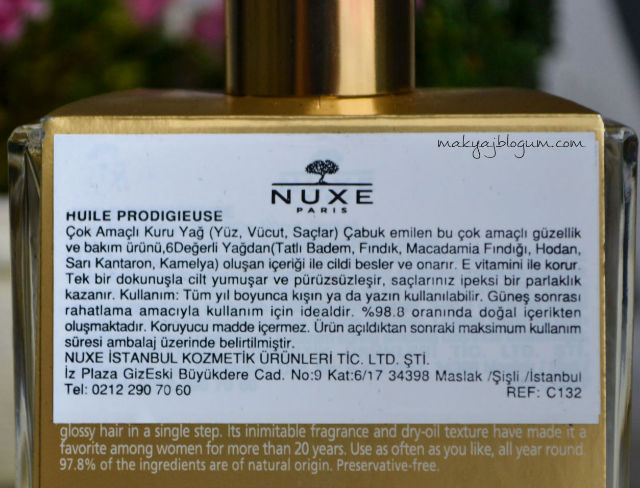 makyajblogum.com
NUXE
PARIS
HUILE PRODIGIEUSE
Çok Amaçlı Kuru Yağ (Yüz, Vücut, Saçlar) Çabuk emilen bu çok amaçlı güzellik
ve bakım ürünü,6Değerli Yağdan(Tatlı Badem, Fındık, Macadamia Fındığı, Hodan,
Sarı Kantaron, Kamelya) oluşan içeriği ile cildi besler ve onarır. E vitamini ile korur.
Tek bir dokunuşla cilt yumuşar ve pürüzsüzleşir, saçlarınız ipeksi bir parlaklık
kazanır. Kullanım: Tüm yıl boyunca kışın ya da yazın kullanılabilir. Güneş sonrası
rahatlama amacıyla kullanım için idealdir. %98.8 oranında doğal içerikten
oluşmaktadır. Koruyucu madde içermez. Ürün açıldıktan sonraki maksimum kullanım
süresi ambalaj üzerinde belirtilmiştir.
NUXE İSTANBUL KOZMETİK ÜRÜNLERİ TİC. LTD. ŞTİ.
İz Plaza GizEski Büyükdere Cad. No:9 Kat:6/17 34398 Maslak /Şişli /İstanbul
Tel: 0212 290 70 60 REF: C132
glossy hair in a single step. Its inimitable fragrance and dry-oil texture have made it a
favorite among women for more than 20 years. Use as often as you like, all year round.
97.8% of the ingredients are of natural origin. Preservative-free.